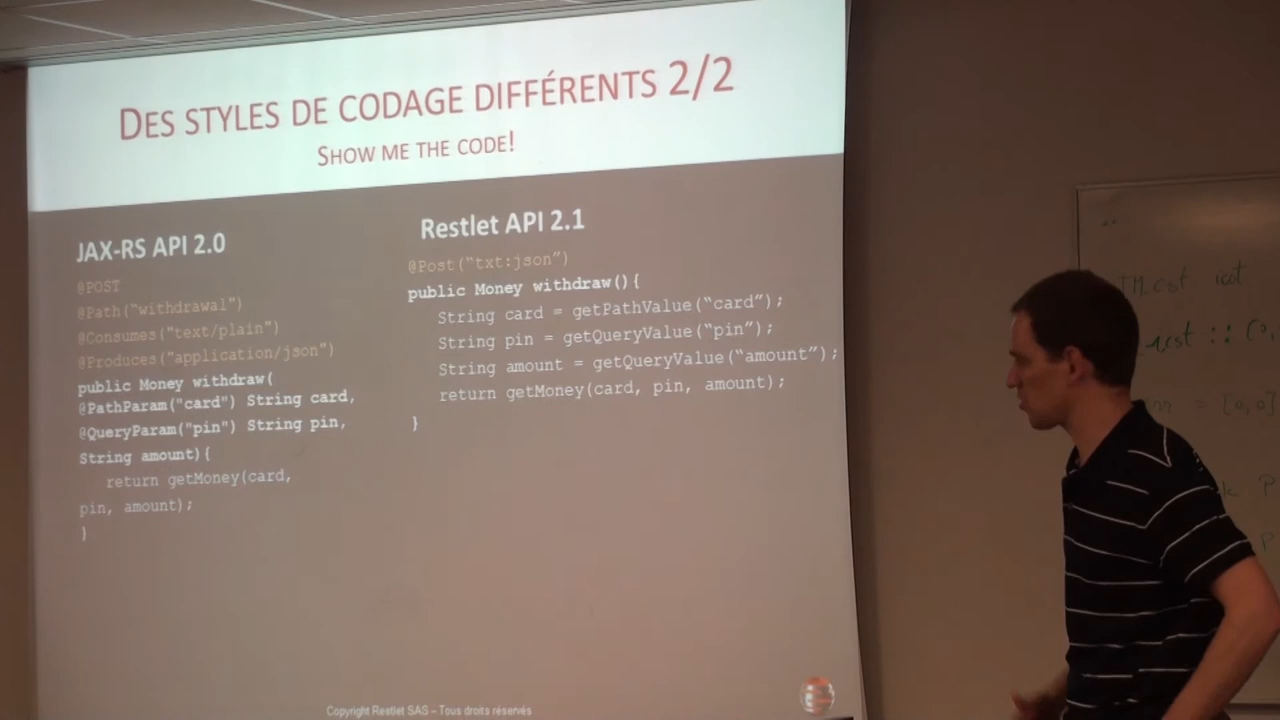 DES STYLES DE CODAGE DIFFÉRENTS 2/2
SHOW ME THE CODE!
JAX-RS API 2.0
@POST
@Path("withdrawal")
@Consumes("text/plain")
@Produces("application/json")
public Money withdraw(
@PathParam("card") String card,
@QueryParam("pin") String pin,
String amount){
return getMoney(card,
pin, amount);
}
Restlet API 2.1
@Post("txt:json")
public Money withdraw(){
String card = getPathValue("card");
String pin = getQueryValue("pin");
String amount = getQueryValue("amount");
return getMoney(card, pin, amount);
}
Copyright Restlet SAS – Tous droits réservés